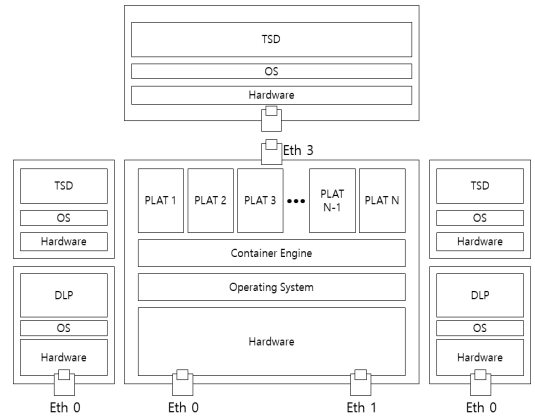 TSD
OS
Hardware
Eth 3
TSD
OS
Hardware
DLP
OS
Hardware
Eth 0
PLAT 1
PLAT 2
PLAT 3
•••
PLAT
N-1
PLAT N
Container Engine
Operating System
Hardware
Eth 0
Eth 1
TSD
OS
Hardware
DLP
OS
Hardware
Eth 0